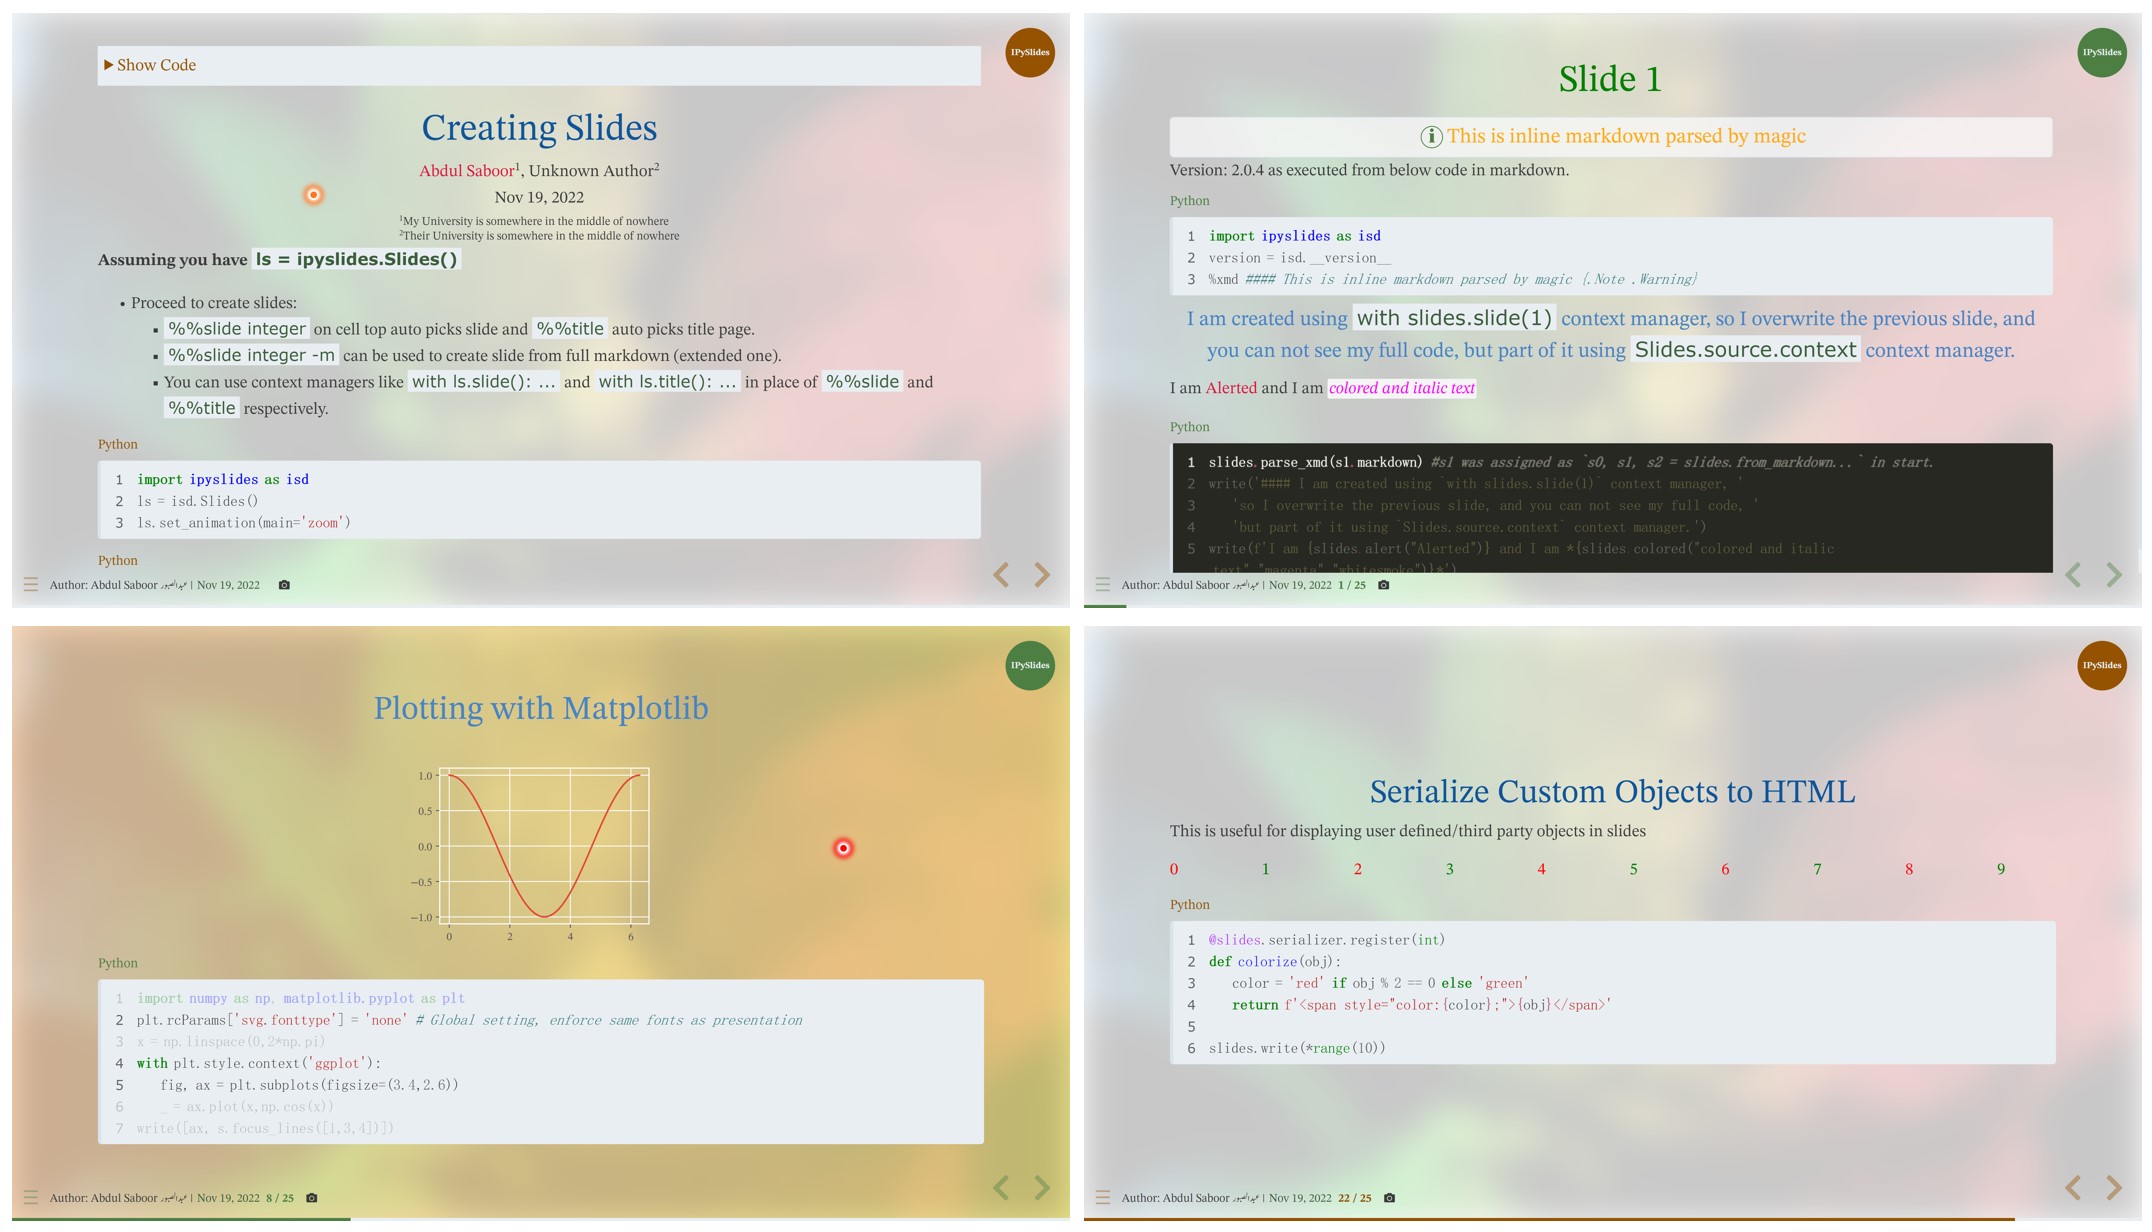 IPySlides
Show Code
Creating Slides
Abdul Saboor1, Unknown Author2
Nov 19, 2022
1My University is somewhere in the middle of nowhere
2Their University is somewhere in the middle of nowhere
Assuming you have ls = ipyslides.Slides()
• Proceed to create slides:
▪ %%slide integer on cell top auto picks slide and %%title auto picks title page.
▪ %%slide integer -m can be used to create slide from full markdown (extended one).
▪ You can use context managers like with ls.slide(): ... and with ls.title(): ... in place of %%slide and
%%title respectively.
Python
1 import ipyslides as isd
2 ls = isd.Slides()
3 ls.set_animation(main='zoom')
Python
Author: Abdul Saboor عبدالصبور | Nov 19, 2022
IPySlides
Slide 1
This is inline markdown parsed by magic
Version: 2.0.4 as executed from below code in markdown.
Python
1 import ipyslides as isd
2 version = isd.__version__
3 %xmd #### This is inline markdown parsed by magic {.Note .Warning}
I am created using with slides.slide(1) context manager, so I overwrite the previous slide, and
you can not see my full code, but part of it using Slides.source.context context manager.
I am Alerted and I am colored and italic text
Python
1 slides.parse_xmd(s1.markdown) #s1 was assigned as `s0, s1, s2 = slides.from_markdown...` in start.
2 write('#### I am created using `with slides.slide(1)` context manager, '
3 'so I overwrite the previous slide, and you can not see my full code, '
4 'but part of it using `Slides.source.context` context manager.')
5 write(f'I am {slides.alert("Alerted")} and I am *{slides.colored("colored and italic
text","magenta","whitesmoke")}*')
Author: Abdul Saboor عبدالصبور | Nov 19, 2022 1 / 25
IPySlides
Plotting with Matplotlib
1.0
0.5
0.0
−0.5
−1.0
0 2 4 6
Python
1 import numpy as np, matplotlib.pyplot as plt
2 plt.rcParams['svg.fonttype'] = 'none' # Global setting, enforce same fonts as presentation
3 x = np.linspace(0,2*np.pi)
4 with plt.style.context('ggplot'):
5 fig, ax = plt.subplots(figsize=(3.4,2.6))
6 _ = ax.plot(x,np.cos(x))
7 write([ax, s.focus_lines([1,3,4])])
Author: Abdul Saboor عبدالصبور | Nov 19, 2022 8 / 25
IPySlides
Serialize Custom Objects to HTML
This is useful for displaying user defined/third party objects in slides
0 1 2 3 4 5 6 7 8 9
Python
1 @slides.serializer.register(int)
2 def colorize(obj):
3 color = 'red' if obj % 2 == 0 else 'green'
4 return f'<span style="color:{color};">{obj}</span>'
5
6 slides.write(*range(10))
Author: Abdul Saboor عبدالصبور | Nov 19, 2022 22 / 25